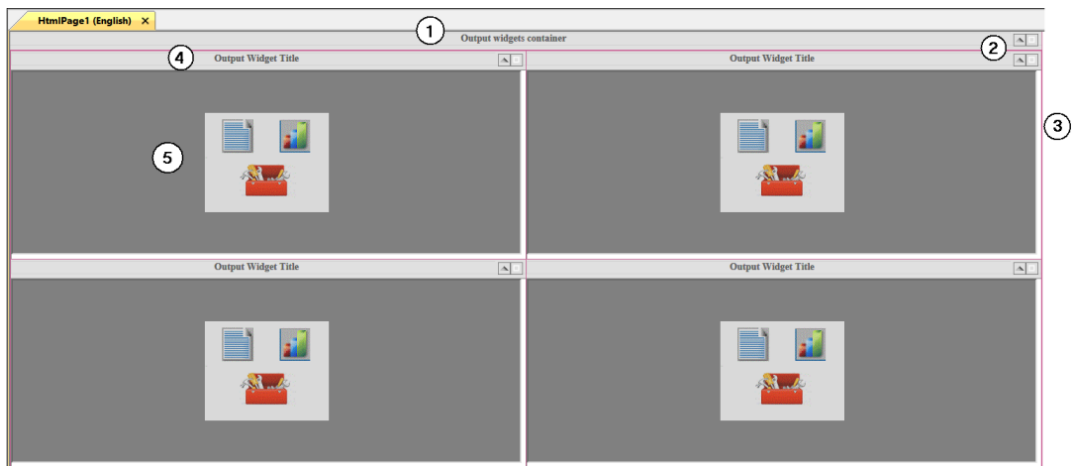 HtmlPage1 (English) X
1
Output widgets container
2
4
Output Widget Title
Output Widget Title
3
5
Output Widget Title
Output Widget Title